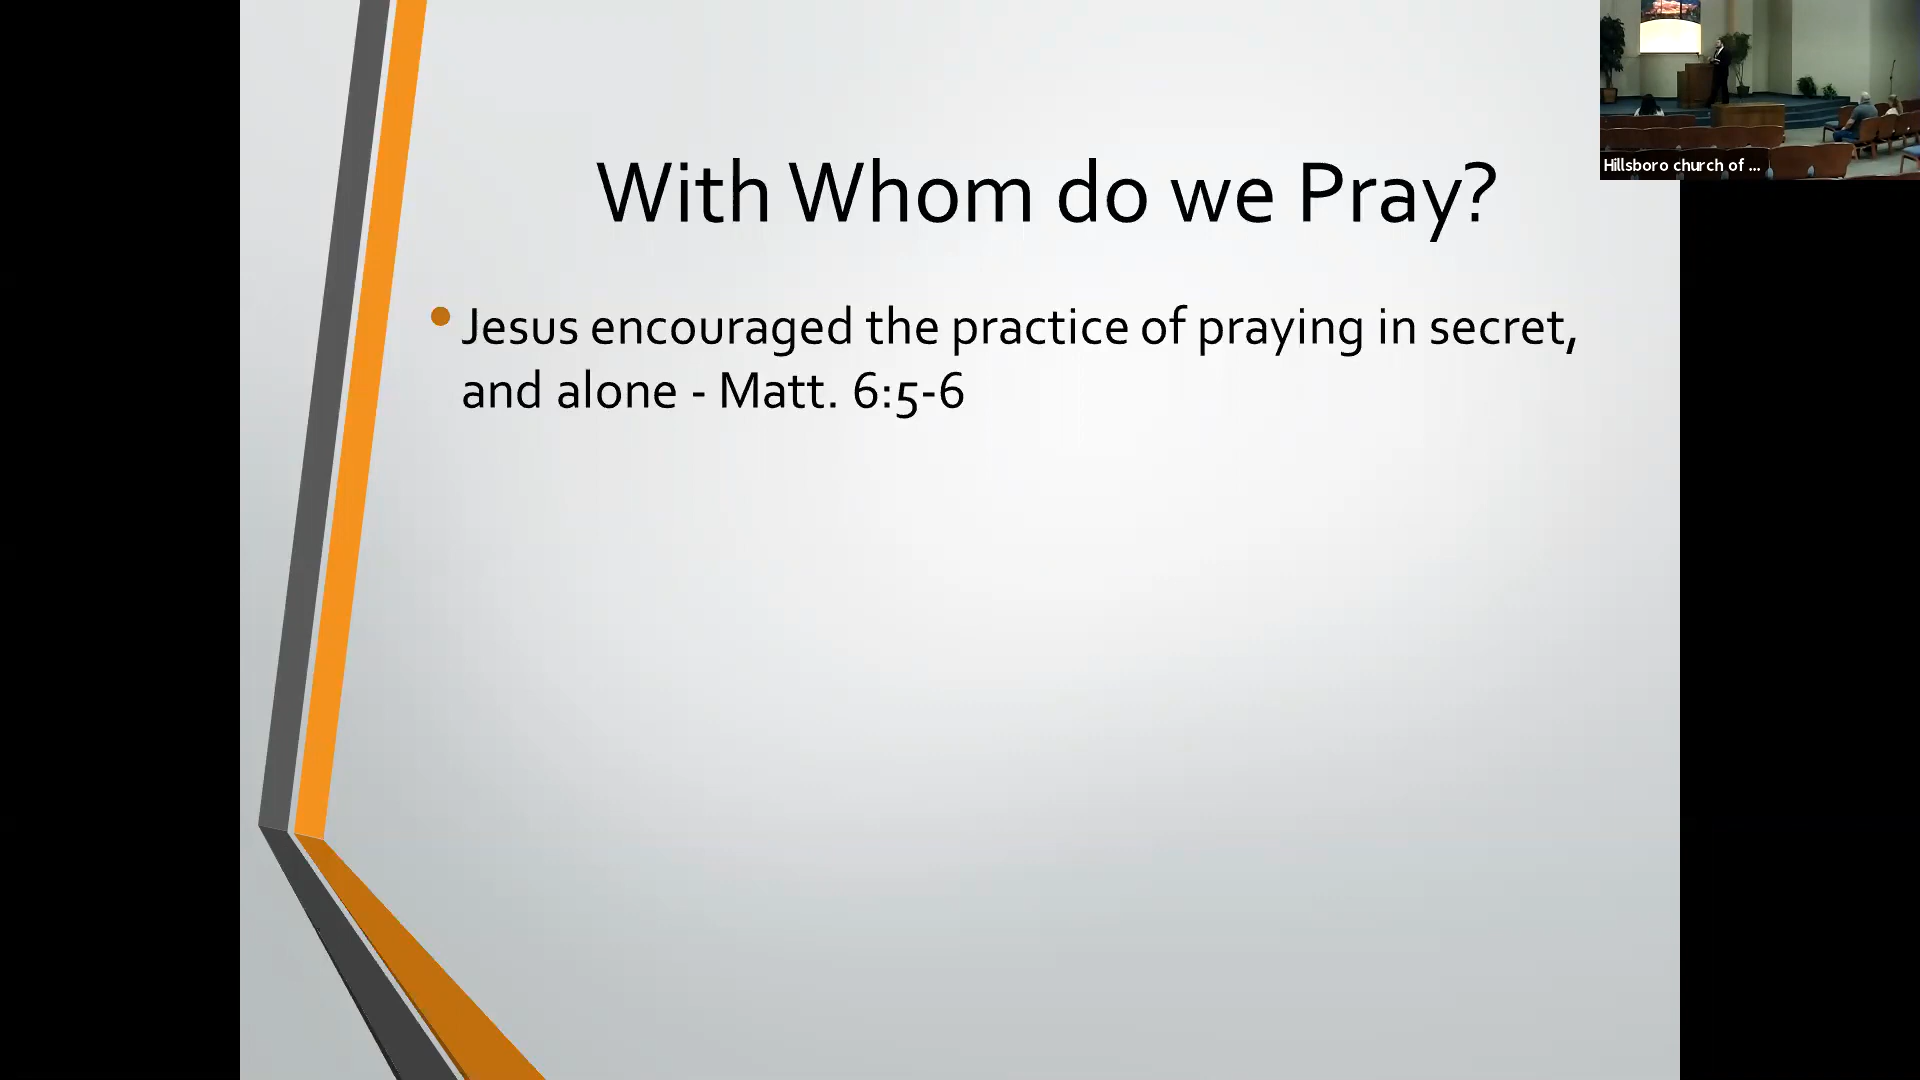 With Whom do we Pray?
• Jesus encouraged the practice of praying in secret,
and alone - Matt. 6:5-6
Hillsboro church of ...